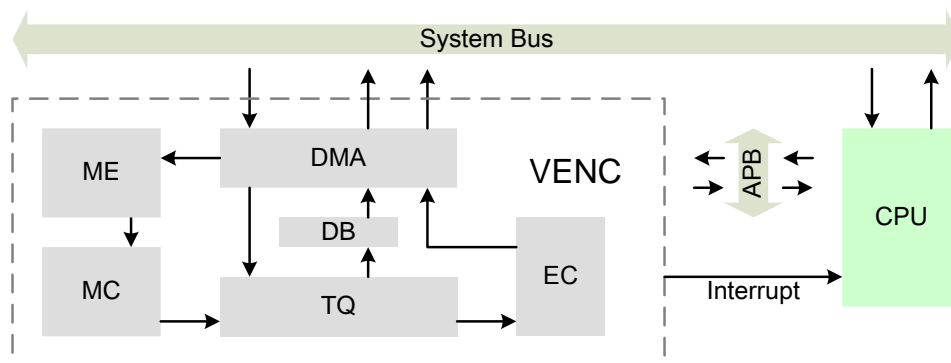 System Bus
ME
DMA
VENC
APB
CPU
DB
MC
TQ
EC
Interrupt